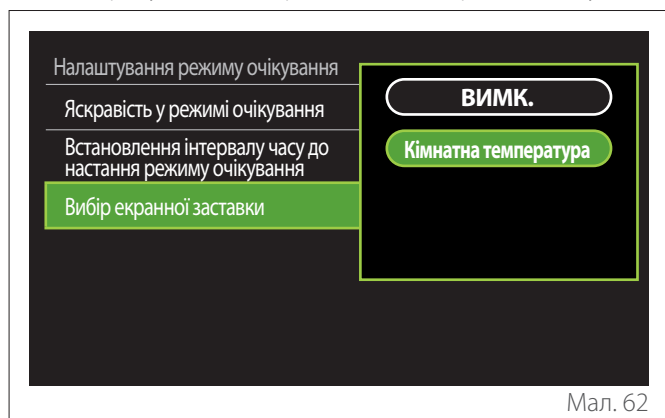 Налаштування режиму очікування
Яскравість у режимі очікування
Встановлення інтервалу часу до
настання режиму очікування
Вибір екранної заставки
ВИМК.
Кімнатна температура
Мал. 62